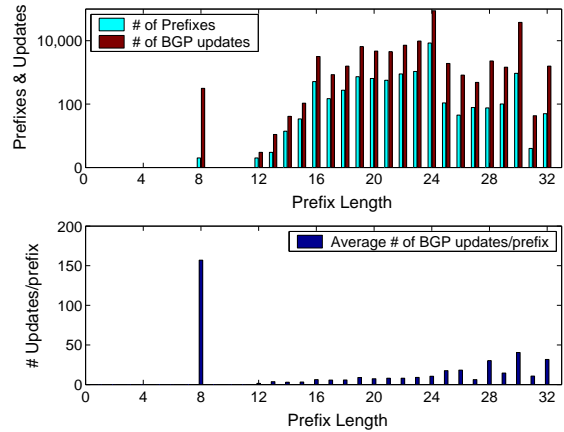 # of Prefixes
# of BGP updates
Prefixes & Updates
10,000
100
0
0 4 8 12 16 20 24 28 32
Prefix Length
Average # of BGP updates/prefix
# Updates/prefix
200
150
100
50
0
0 4 8 12 16 20 24 28 32
Prefix Length